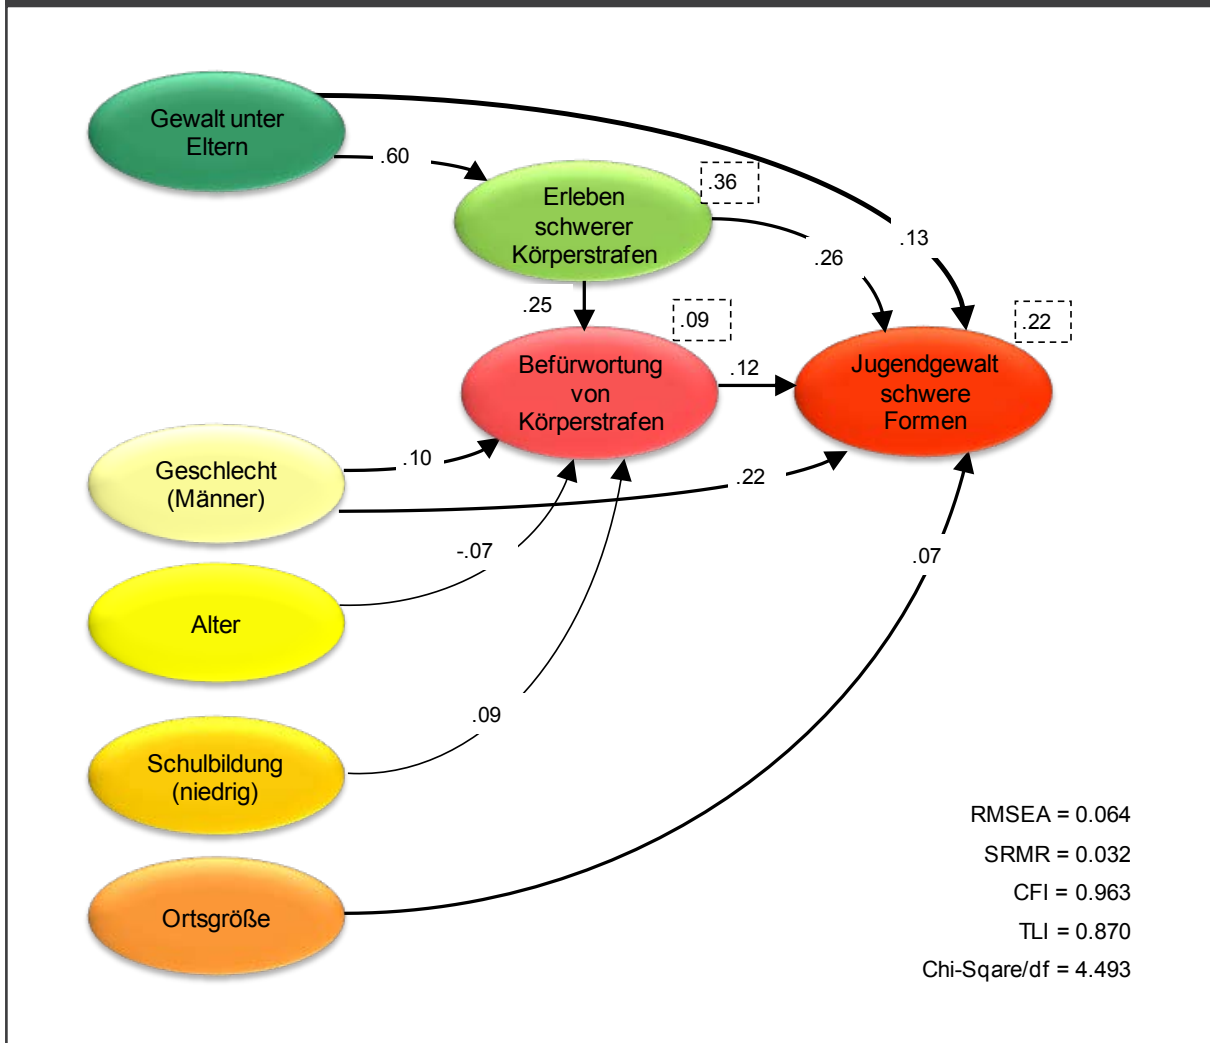 Gewalt unter
Eltern
.60
Erleben
schwerer
Körperstrafen
.36
.13
.26
.25
.09
.22
Befürwortung
von
Körperstrafen
.12
Jugendgewalt
schwere
Formen
Geschlecht
(Männer)
.10
.22
-.07
.07
Alter
.09
Schulbildung
(niedrig)
Ortsgröße
RMSEA = 0.064
SRMR = 0.032
CFI = 0.963
TLI = 0.870
Chi-Sqare/df = 4.493